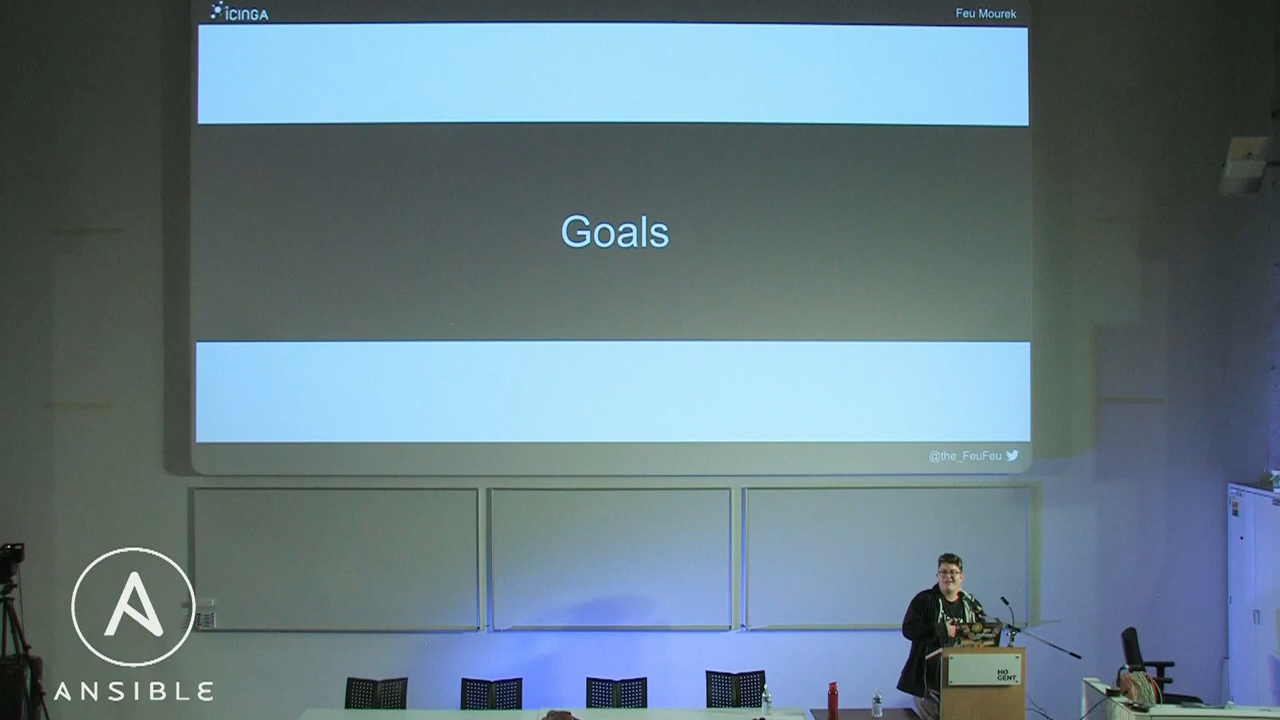 iCINGA
Feu Mourek
Goals
@the_FeuFeu
HO
GENT
ANSIBLE